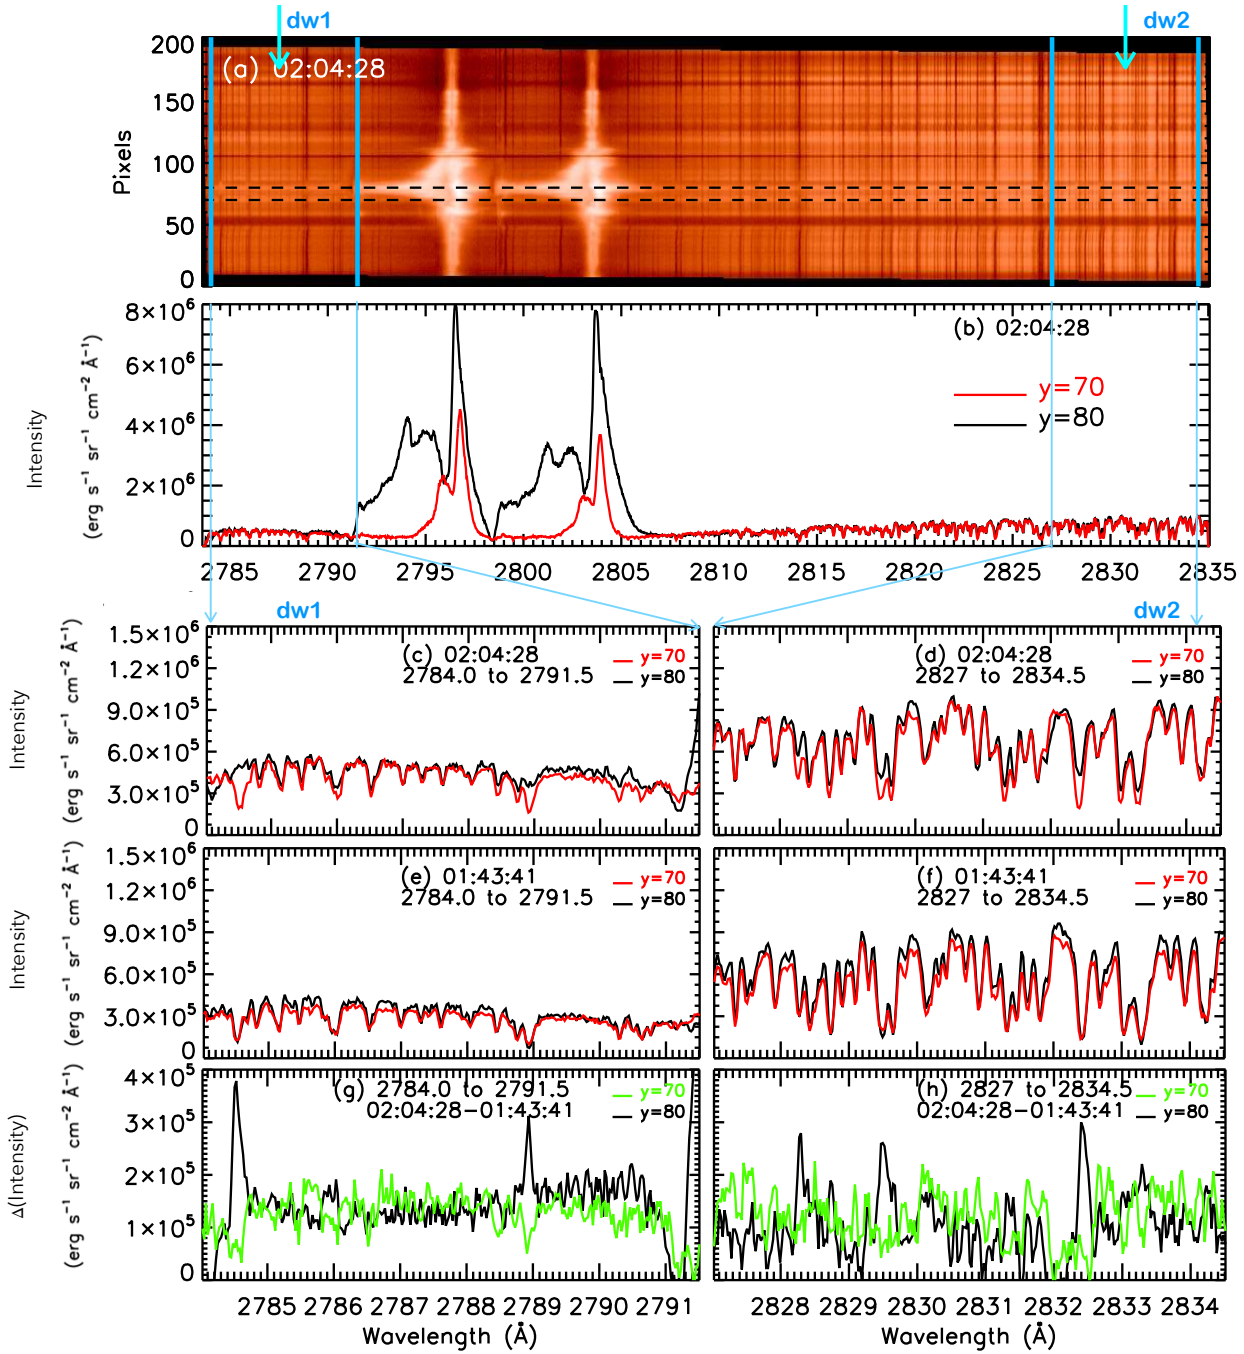 dw1
dw2
200
150
100
50
0
Pixels
(a) 02:04:28
8×10⁶
6×10⁶
4×10⁶
2×10⁶
0
Intensity
(erg s⁻¹ sr⁻¹ cm⁻² Å⁻¹)
(b) 02:04:28
y=70
y=80
2785 2790 2795 2800 2805 2810 2815 2820 2825 2830 2835
dw1
dw2
1.5×10⁶
1.2×10⁶
9.0×10⁵
6.0×10⁵
3.0×10⁵
0
Intensity
(erg s⁻¹ sr⁻¹ cm⁻² Å⁻¹)
(c) 02:04:28
2784.0 to 2791.5
y=70
y=80
(d) 02:04:28
2827 to 2834.5
y=70
y=80
1.5×10⁶
1.2×10⁶
9.0×10⁵
6.0×10⁵
3.0×10⁵
0
Intensity
(erg s⁻¹ sr⁻¹ cm⁻² Å⁻¹)
(e) 01:43:41
2784.0 to 2791.5
y=70
y=80
(f) 01:43:41
2827 to 2834.5
y=70
y=80
4×10⁵
3×10⁵
2×10⁵
1×10⁵
0
Δ(Intensity)
(erg s⁻¹ sr⁻¹ cm⁻² Å⁻¹)
(g) 2784.0 to 2791.5
02:04:28−01:43:41
y=70
y=80
(h) 2827 to 2834.5
02:04:28−01:43:41
y=70
y=80
2785 2786 2787 2788 2789 2790 2791
2828 2829 2830 2831 2832 2833 2834
Wavelength (Å)
Wavelength (Å)